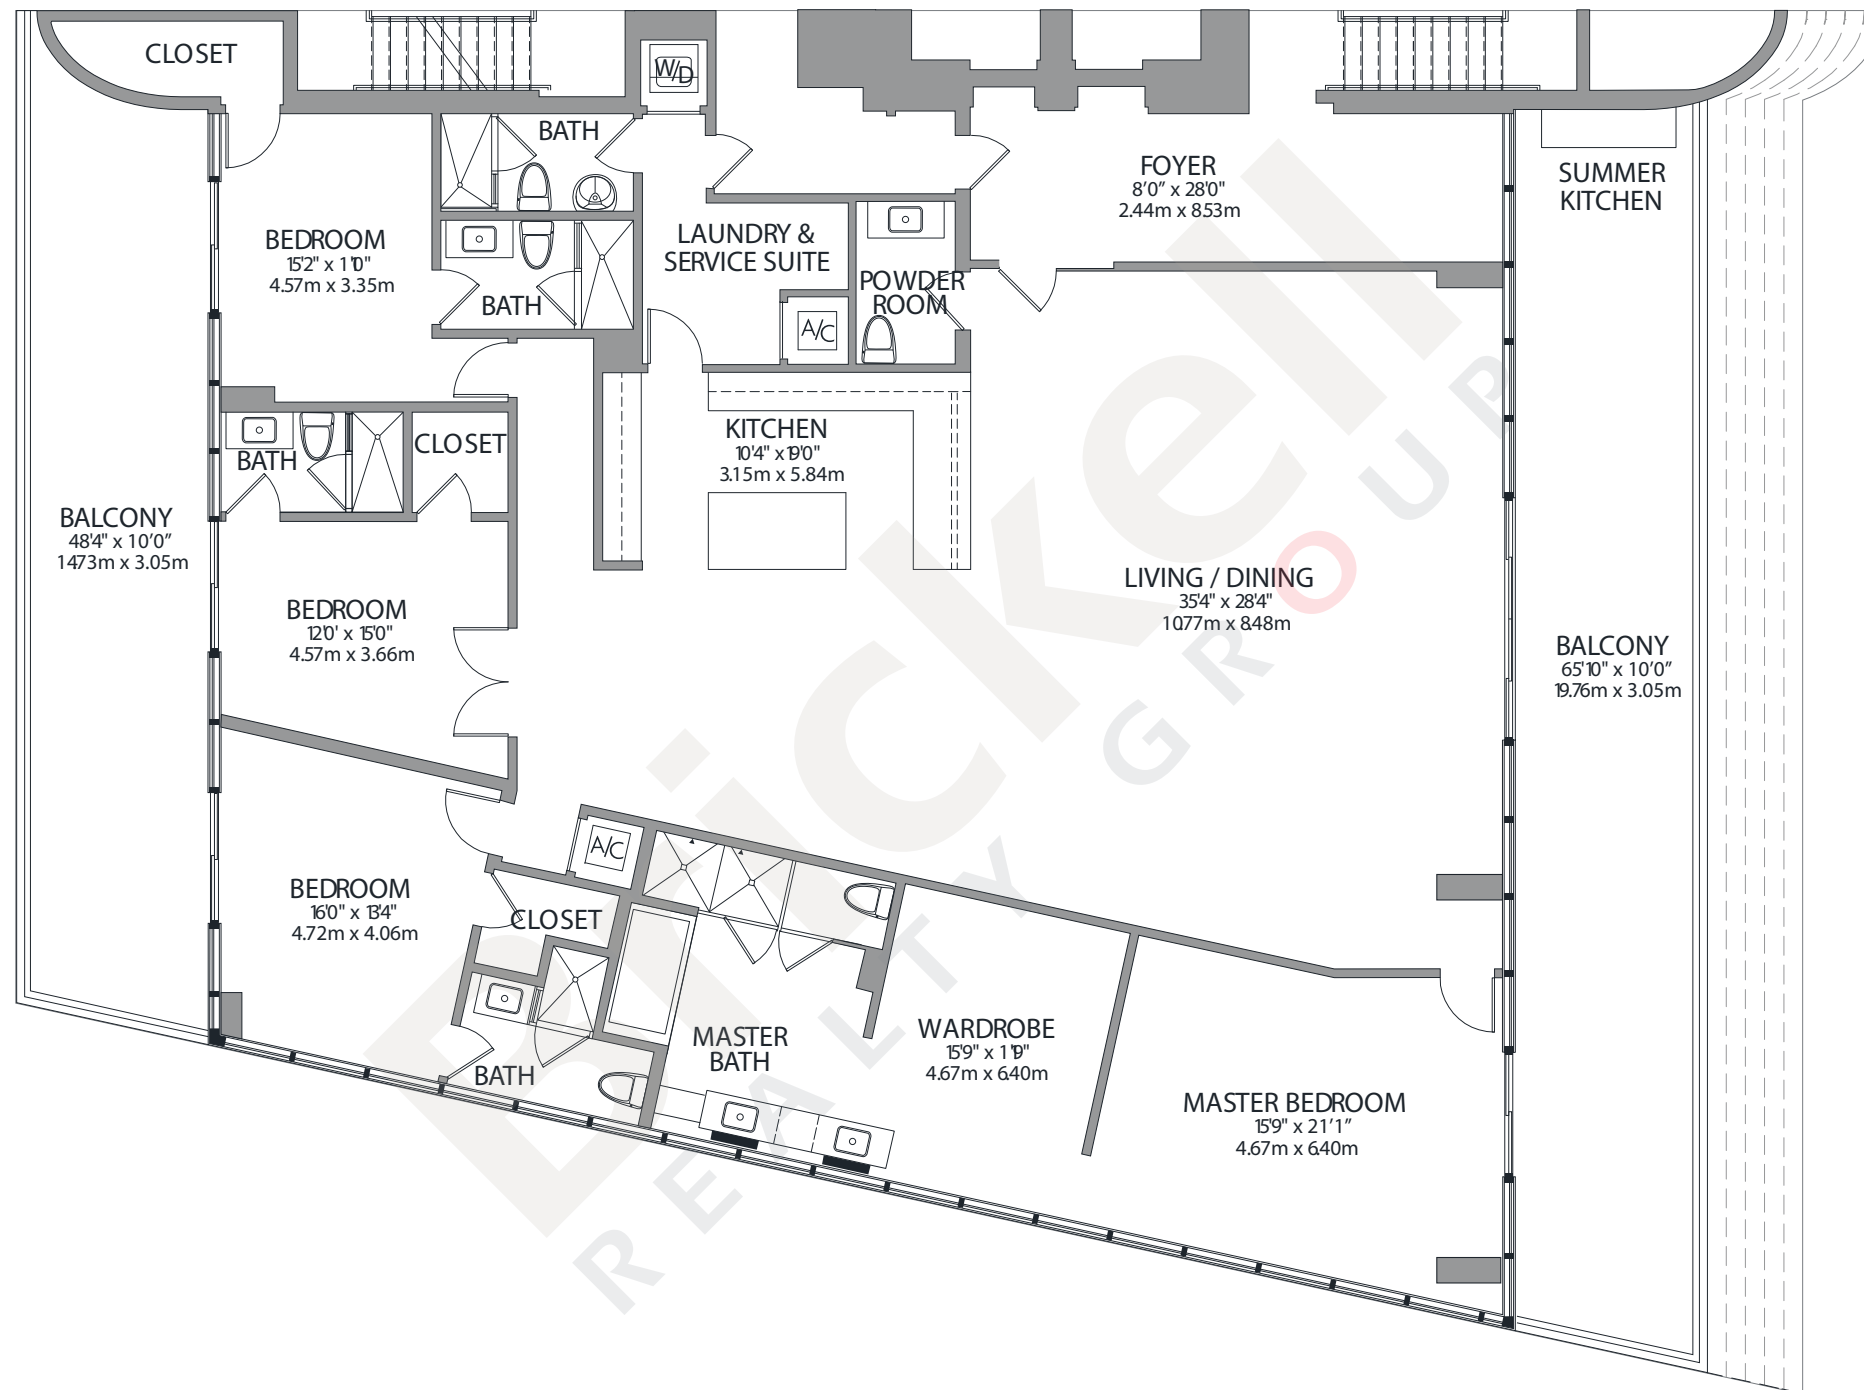 CLOSET
W/D
BATH
FOYER
8'0" x 28'0"
2.44m x 8.53m
SUMMER
KITCHEN
BEDROOM
15'2" x 11'0"
4.57m x 3.35m
LAUNDRY &
SERVICE SUITE
POWDER
ROOM
BATH
A/C
KITCHEN
10'4" x 19'0"
3.15m x 5.84m
BATH
CLOSET
BALCONY
48'4" x 10'0"
14.73m x 3.05m
BEDROOM
12'0' x 15'0"
4.57m x 3.66m
LIVING / DINING
35'4" x 28'4"
10.77m x 8.48m
BALCONY
65'10" x 10'0"
19.76m x 3.05m
A/C
BEDROOM
16'0" x 13'4"
4.72m x 4.06m
CLOSET
MASTER
BATH
BATH
WARDROBE
15'9" x 11'9"
4.67m x 6.40m
MASTER BEDROOM
15'9" x 21'1"
4.67m x 6.40m
Brickell
REALTY GROUP